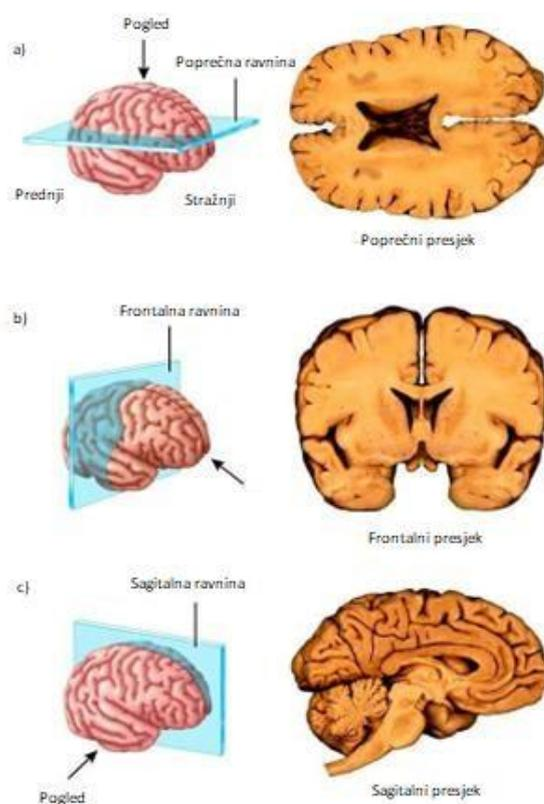 Pogled
a)
Poprečna ravnina
Prednji
Stražnji
Poprečni presjek
b)
Frontalna ravnina
Frontalni presjek
c)
Sagitalna ravnina
Pogled
Sagitalni presjek